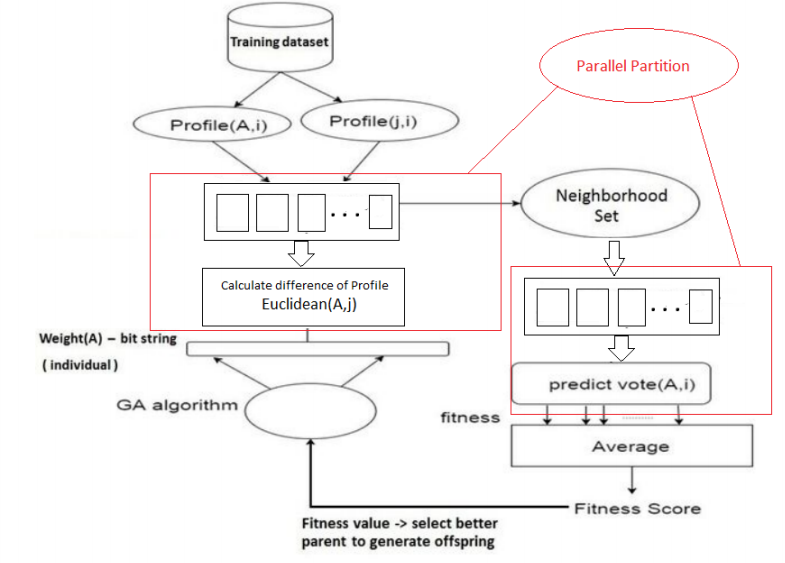 Training dataset
Parallel Partition
Profile(A,i)
Profile(j,i)
Neighborhood
Set
...
...
Calculate difference of Profile
Euclidean(A,j)
Weight(A) – bit string
( individual )
predict vote(A,i)
GA algorithm
fitness
Average
Fitness Score
Fitness value -> select better
parent to generate offspring